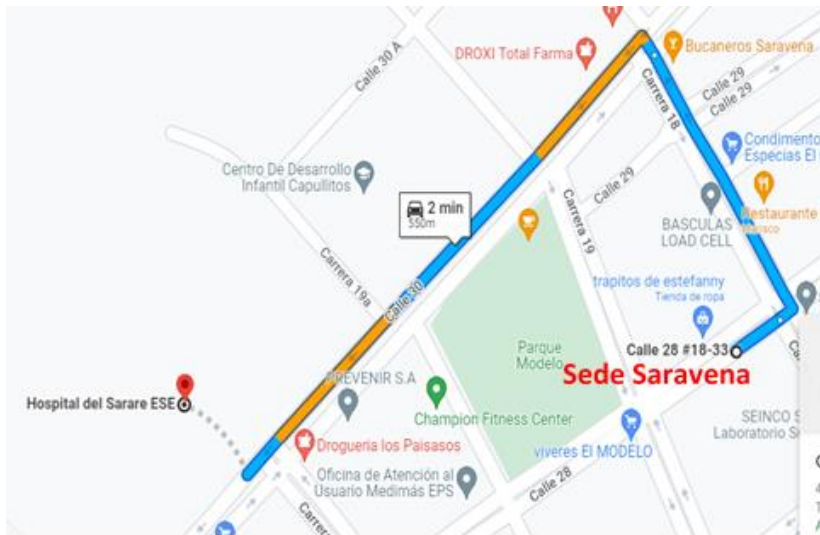 DROXI Total Farma
Bucaneros Saravena
Calle 30 A
Carrera 18
Calle 29
Calle 29
Condimento
Especias El
Centro De Desarrollo
Infantil Capullitos
2 min
550m
Calle 29
Restaurante
BASCULAS
LOAD CELL
Carrera 19
Carrera 19a
Calle 30
trapitos de estefanny
Tienda de ropa
Parque
Modelo
Calle 28 #18-33
Sede Saravena
PREVENIR S.A
Hospital del Sarare ESE
Champion Fitness Center
SEINCO S
Laboratorio
Drogueria los Paisasos
viveres El MODELO
Oficina de Atención al
Usuario Medimás EPS
Calle 28
Carrera